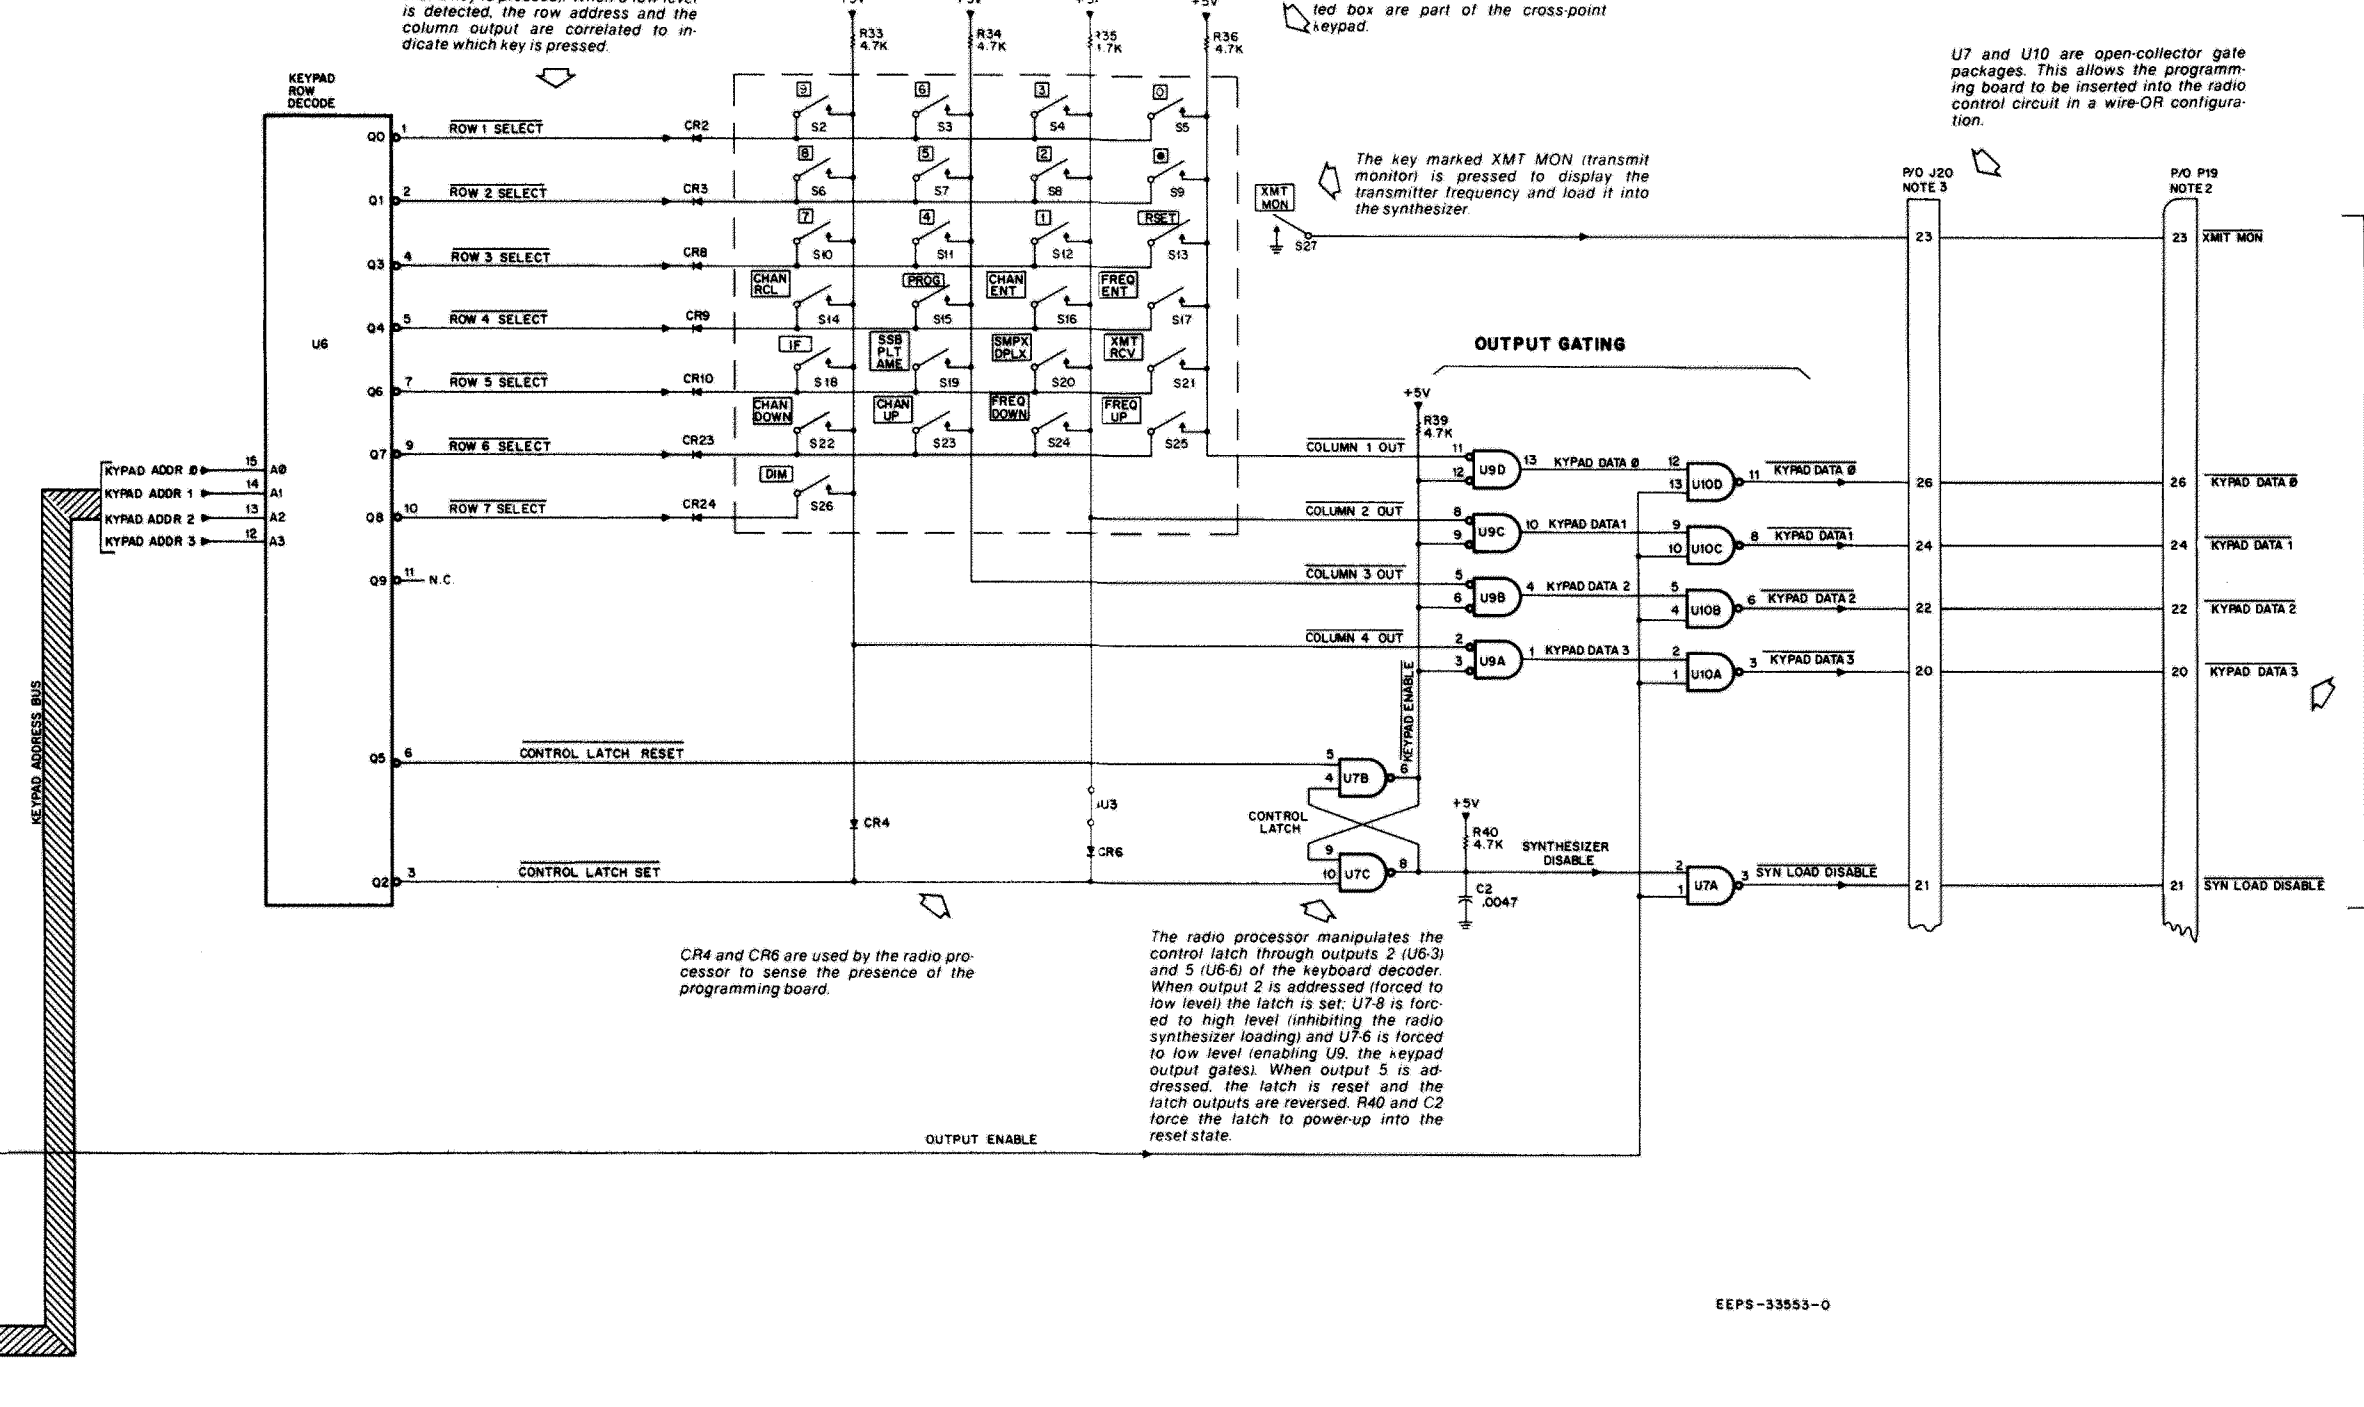 is detected, the row address and the
column output are correlated to in-
dicate which key is pressed.
ted box are part of the cross-point
keypad.
U7 and U10 are open-collector gate
packages. This allows the programm-
ing board to be inserted into the radio
control circuit in a wire-OR configura-
tion.
+5V
R33
4.7K
R34
4.7K
R36
4.7K
KEYPAD
ROW
DECODE
U6
Q0 1 ROW 1 SELECT CR2
Q1 2 ROW 2 SELECT CR3
Q3 4 ROW 3 SELECT CR8
Q4 5 ROW 4 SELECT CR9
Q6 7 ROW 5 SELECT CR10
Q7 9 ROW 6 SELECT CR23
Q8 10 ROW 7 SELECT CR24
Q9 11 N.C.
Q5 6 CONTROL LATCH RESET
Q2 3 CONTROL LATCH SET
9 6 3 0
S2 S3 S4 S5
8 5 2
S6 S7 S8 S9
7 4 1 RSET
S10 S11 S12 S13
CHAN
RCL
PROG
CHAN
ENT
FREQ
ENT
S14 S15 S16 S17
IF
SSB
PLT
AME
SMPX
DPLX
XMT
RCV
S18 S19 S20 S21
CHAN
DOWN
CHAN
UP
FREQ
DOWN
FREQ
UP
S22 S23 S24 S25
DIM
S26
KYPAD ADDR 0 15 A0
KYPAD ADDR 1 14 A1
KYPAD ADDR 2 13 A2
KYPAD ADDR 3 12 A3
KEYPAD ADDRESS BUS
XMT
MON
S27
The key marked XMT MON (transmit
monitor) is pressed to display the
transmitter frequency and load it into
the synthesizer.
P/O J20
NOTE 3
P/O P19
NOTE 2
23 23 XMIT MON
OUTPUT GATING
+5V
R39
4.7K
COLUMN 1 OUT 11 12 U9D 13 KYPAD DATA 0 12 13 U10D 11 KYPAD DATA 0 26 26 KYPAD DATA 0
COLUMN 2 OUT 8 9 U9C 10 KYPAD DATA 1 9 10 U10C 8 KYPAD DATA 1 24 24 KYPAD DATA 1
COLUMN 3 OUT 5 6 U9B 4 KYPAD DATA 2 5 4 U10B 6 KYPAD DATA 2 22 22 KYPAD DATA 2
COLUMN 4 OUT 2 3 U9A 1 KYPAD DATA 3 2 1 U10A 3 KYPAD DATA 3 20 20 KYPAD DATA 3
KEYPAD ENABLE
5 4 U7B 6
CONTROL
LATCH
9 10 U7C 8
+5V
R40
4.7K
C2
.0047
SYNTHESIZER
DISABLE
2 1 U7A 3 SYN LOAD DISABLE 21 21 SYN LOAD DISABLE
CR4
CR6
CR4 and CR6 are used by the radio pro-
cessor to sense the presence of the
programming board.
The radio processor manipulates the
control latch through outputs 2 (U6-3)
and 5 (U6-6) of the keyboard decoder.
When output 2 is addressed (forced to
low level) the latch is set; U7-8 is forc-
ed to high level (inhibiting the radio
synthesizer loading) and U7-6 is forced
to low level (enabling U9, the keypad
output gates). When output 5 is ad-
dressed, the latch is reset and the
latch outputs are reversed. R40 and C2
force the latch to power-up into the
reset state.
OUTPUT ENABLE
EEPS-33553-O